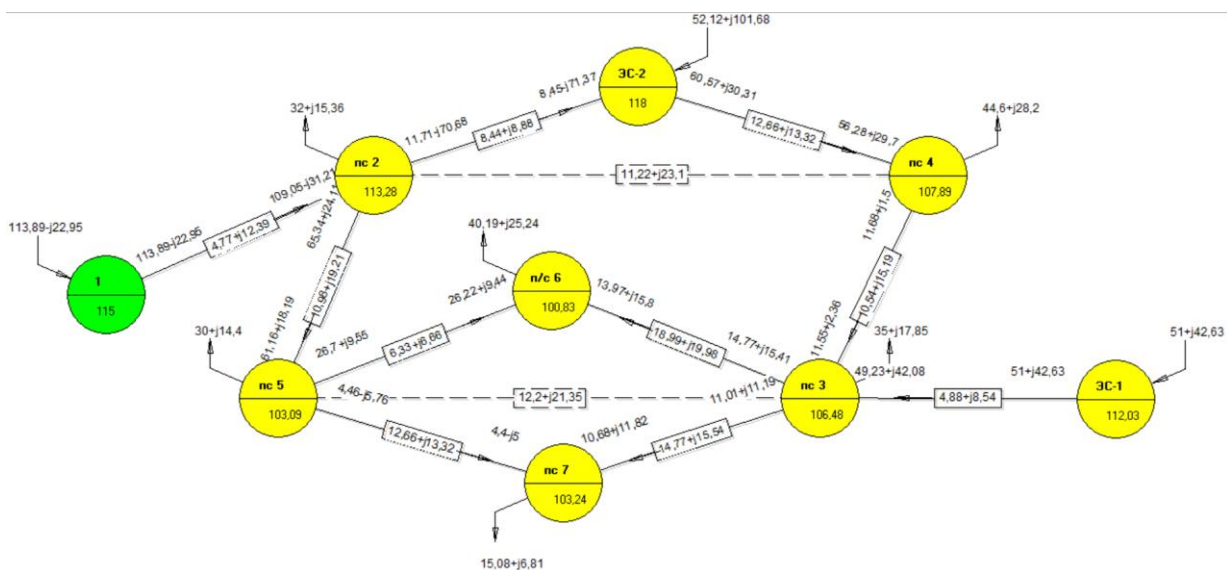 52,12+j101,68
ЭС-2
118
8,45-j71,37
60,57+j30,31
32+j15,36
11,71-j70,68
8,44+j8,88
12,66+j13,32
56,28+j29,7
44,6+j28,2
пс 2
113,28
11,22+j23,1
пс 4
107,89
109,05-j31,21
113,89-j22,95
113,89-j22,95
4,77+j12,39
65,34+j24,11
40,19+j25,24
11,68+j1,5
1
115
10,98+j19,21
26,22+j9,44
п/с 6
100,83
13,97+j15,8
10,54+j15,19
61,16+j18,19
30+j14,4
26,7+j9,55
6,33+j6,66
18,99+j19,98
14,77+j15,41
11,55+j2,36
35+j17,85
49,23+j42,08
51+j42,63
51+j42,63
пс 5
103,09
4,46-j5,76
12,2+j21,35
11,01+j11,19
пс 3
106,48
4,88+j8,54
ЭС-1
112,03
12,66+j13,32
4,4-j5
10,68+j11,82
14,77+j15,54
пс 7
103,24
15,08+j6,81